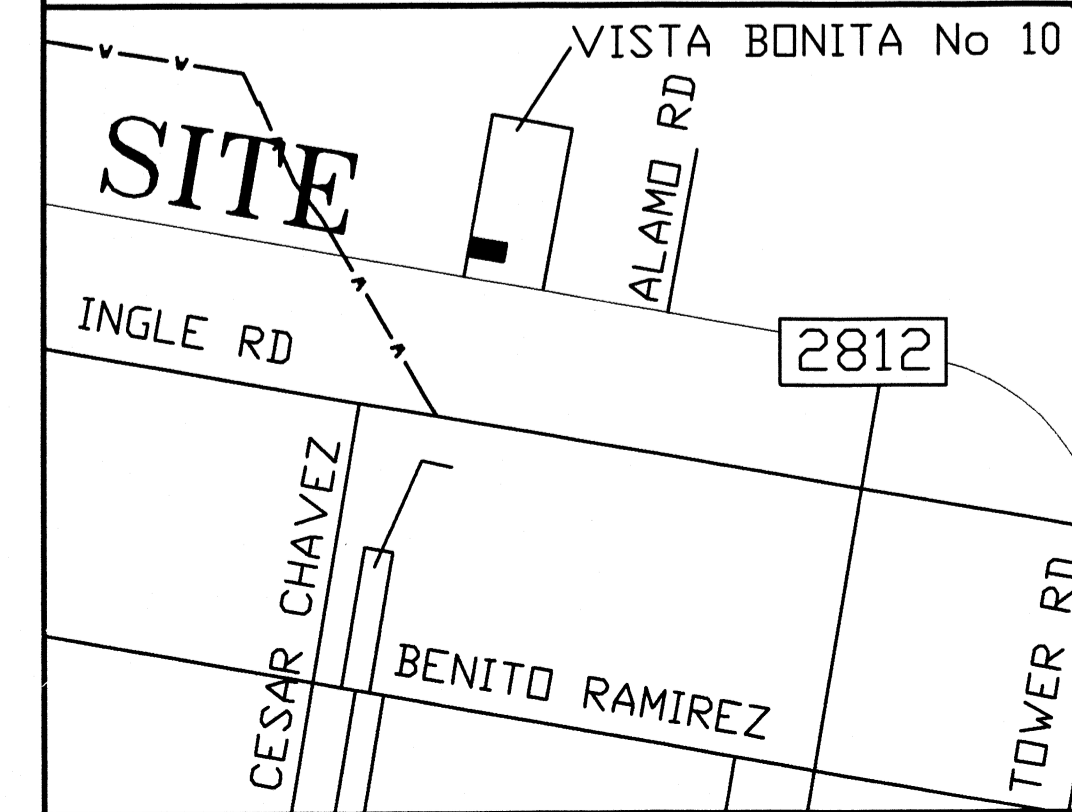 VISTA BONITA No 10
ALAMO RD
SITE
INGLE RD
2812
CESAR CHAVEZ
BENITO RAMIREZ
TOWER RD